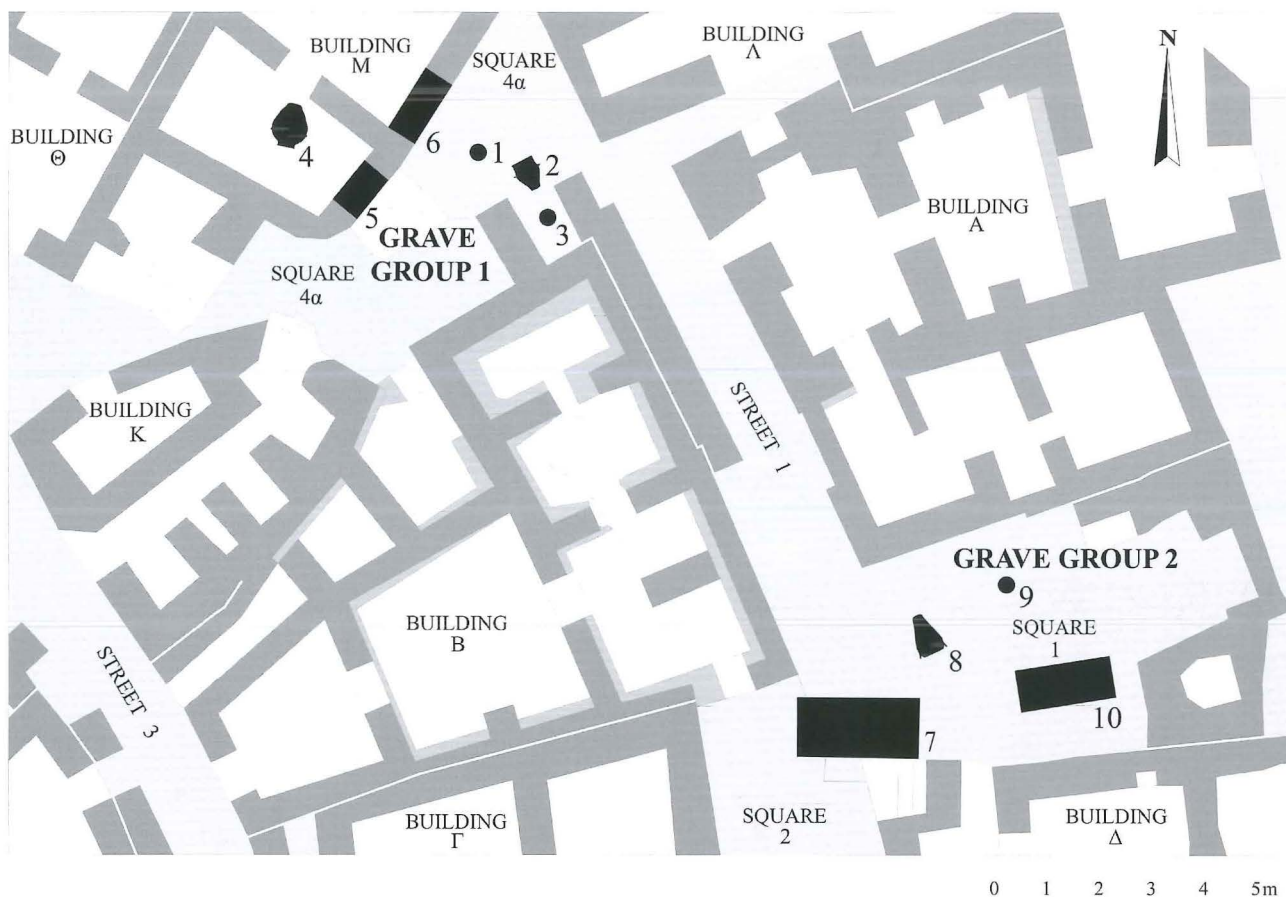 BUILDING
M
SQUARE
4α
BUILDING
Λ
N
BUILDING
Θ
4
6
1
2
5
3
GRAVE
GROUP 1
BUILDING
A
SQUARE
4α
BUILDING
K
STREET 1
GRAVE GROUP 2
9
SQUARE
1
8
BUILDING
B
STREET 3
10
7
BUILDING
Γ
SQUARE
2
BUILDING
Δ
0 1 2 3 4 5m